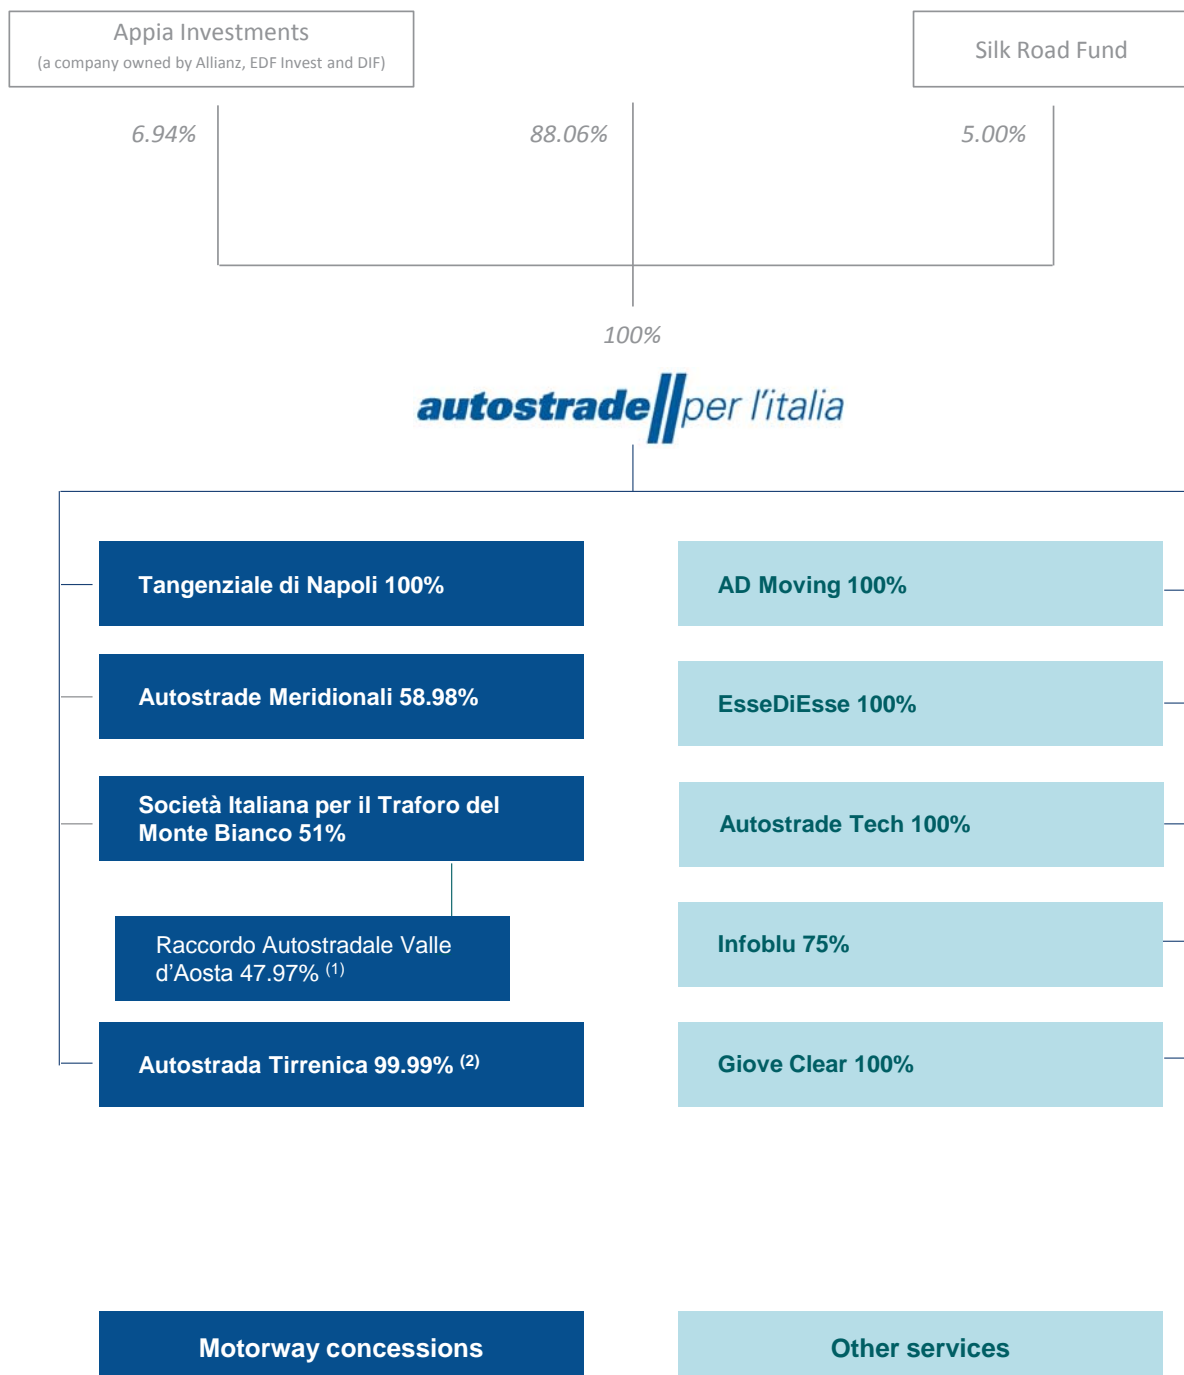 Appia Investments
(a company owned by Allianz, EDF Invest and DIF)
Silk Road Fund
6.94%
88.06%
5.00%
100%
autostrade per l'italia
Tangenziale di Napoli 100%
AD Moving 100%
Autostrade Meridionali 58.98%
EsseDiEsse 100%
Società Italiana per il Traforo del
Monte Bianco 51%
Autostrade Tech 100%
Raccordo Autostradale Valle
d'Aosta 47.97% (1)
Infoblu 75%
Autostrada Tirrenica 99.99% (2)
Giove Clear 100%
Motorway concessions
Other services